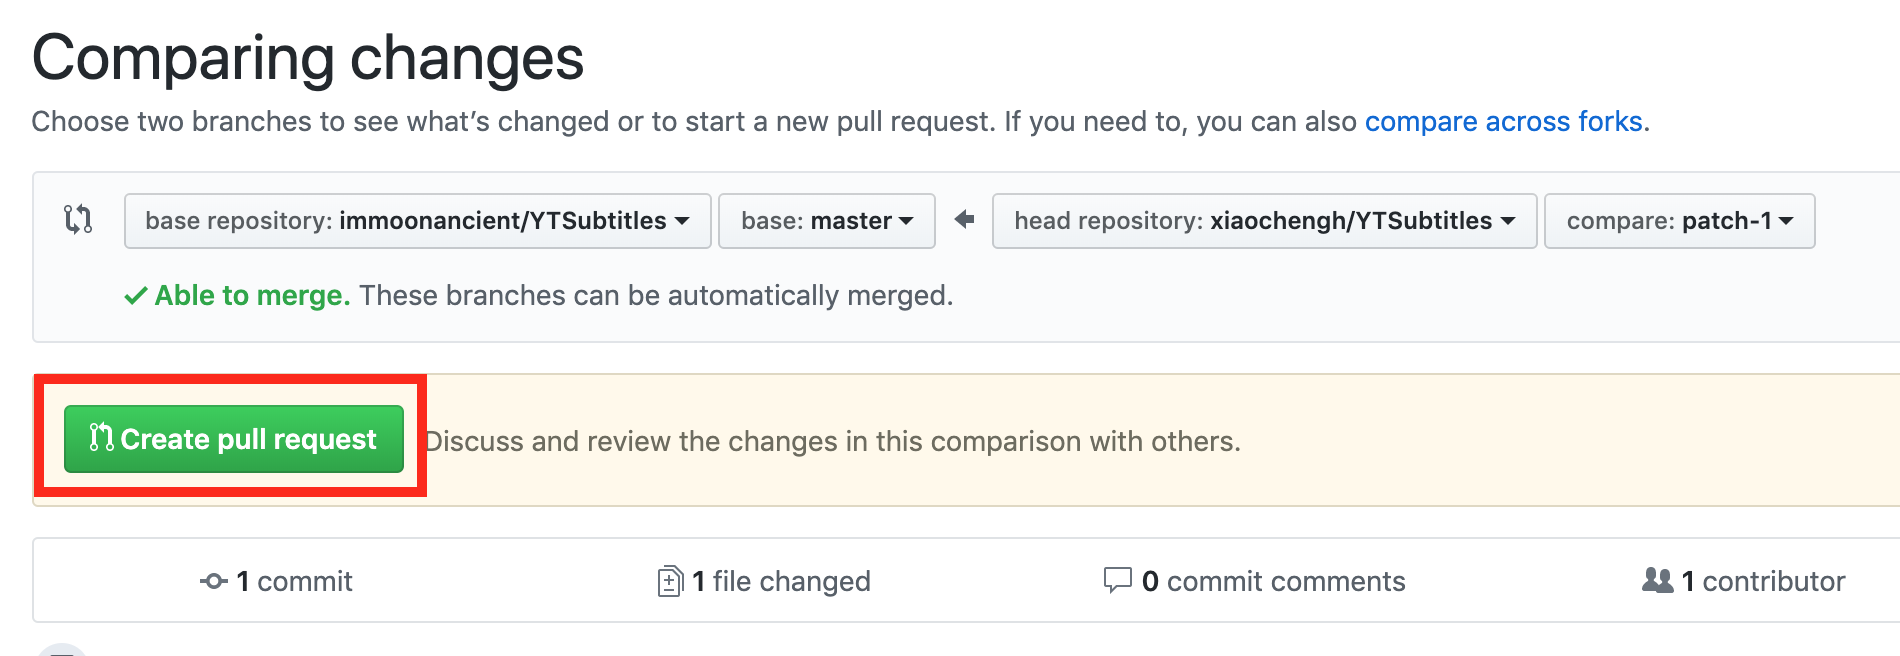 Comparing changes
Choose two branches to see what’s changed or to start a new pull request. If you need to, you can also compare across forks.
base repository: immoonancient/YTSubtitles base: master head repository: xiaochengh/YTSubtitles compare: patch-1
Able to merge. These branches can be automatically merged.
Create pull request Discuss and review the changes in this comparison with others.
1 commit 1 file changed 0 commit comments 1 contributor